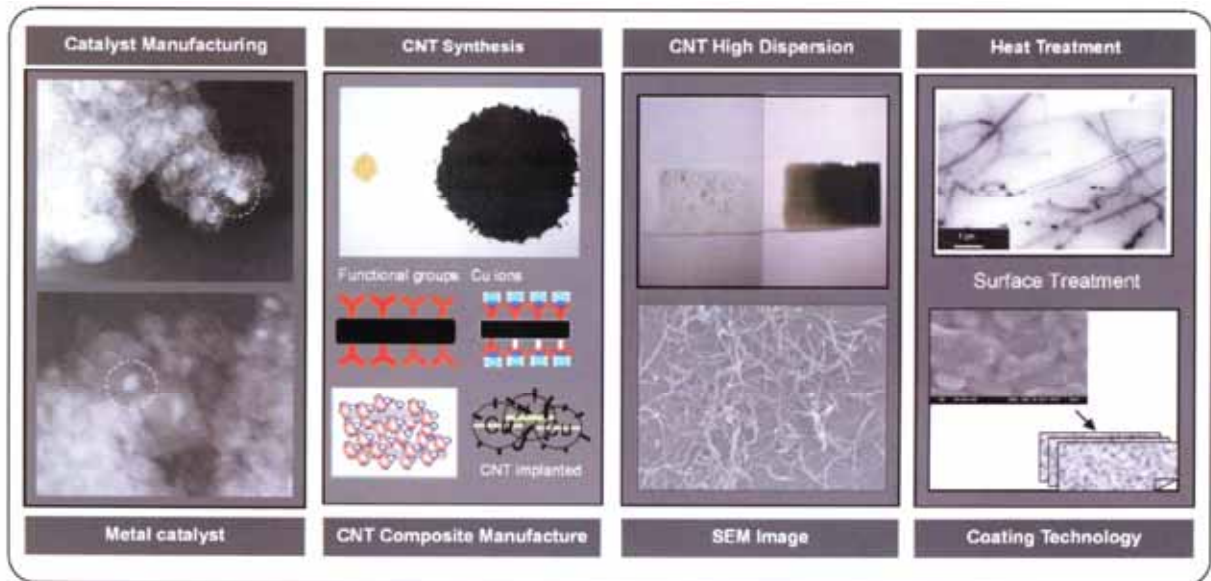 Catalyst Manufacturing
CNT Synthesis
CNT High Dispersion
Heat Treatment
Functional groups
Cu ions
Surface Treatment
CNT implanted
Metal catalyst
CNT Composite Manufacture
SEM Image
Coating Technology